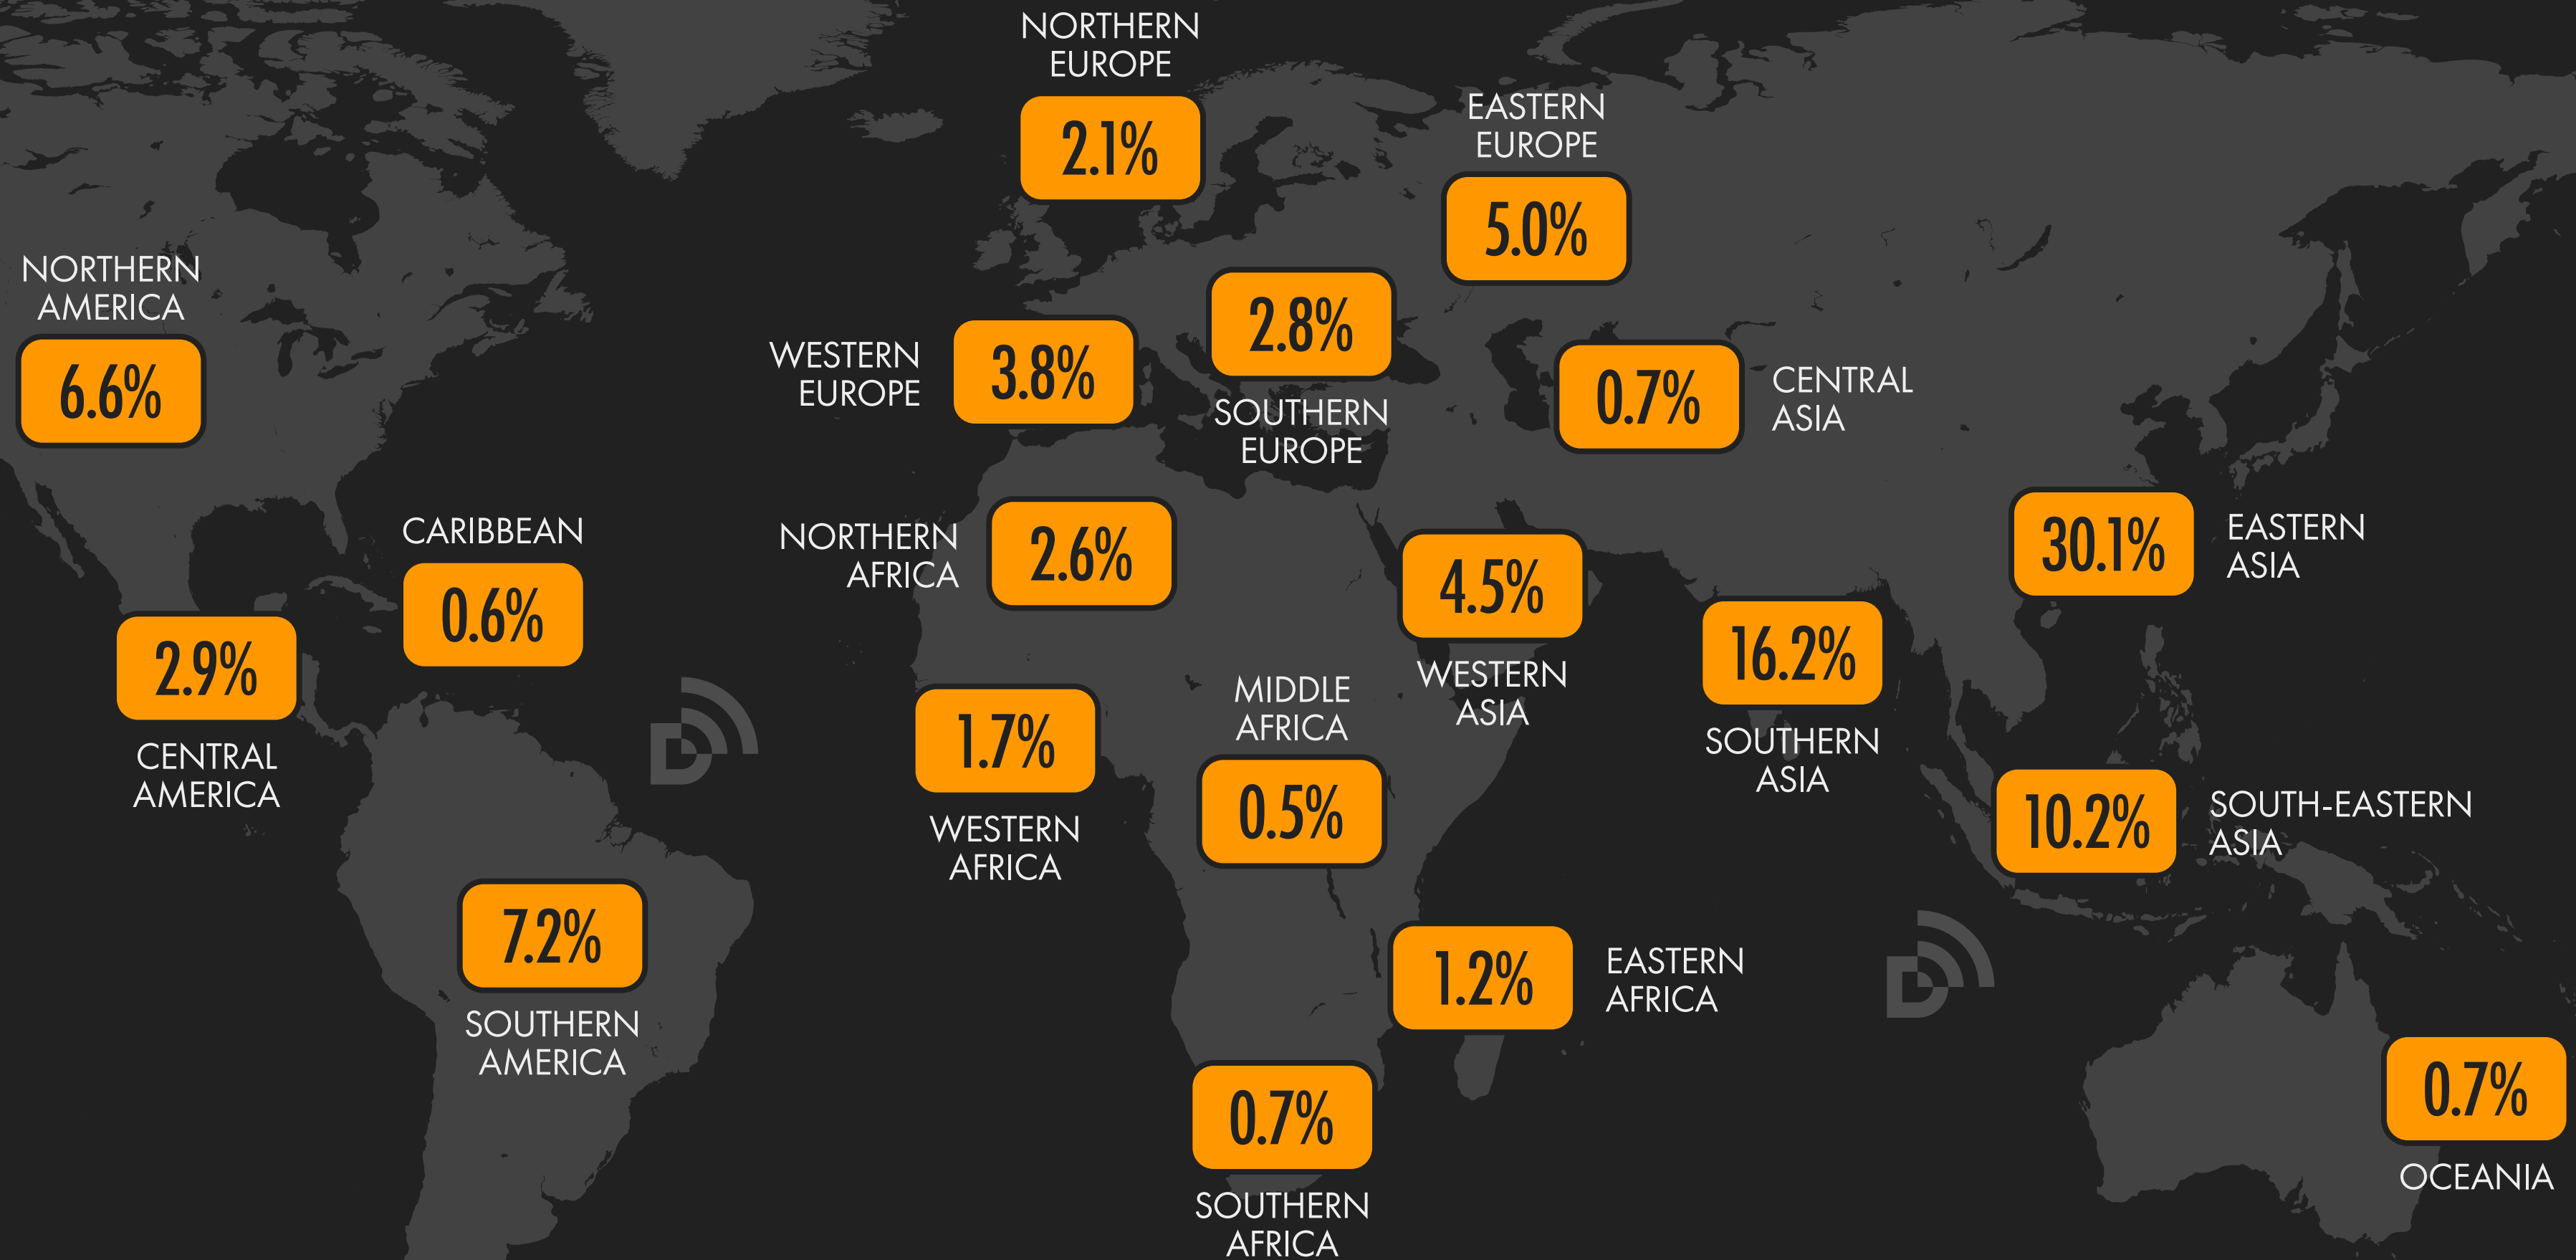 NORTHERN
EUROPE
2.1%
EASTERN
EUROPE
5.0%
NORTHERN
AMERICA
6.6%
WESTERN
EUROPE
3.8%
2.8%
SOUTHERN
EUROPE
0.7%
CENTRAL
ASIA
CARIBBEAN
0.6%
NORTHERN
AFRICA
2.6%
4.5%
WESTERN
ASIA
30.1%
EASTERN
ASIA
2.9%
CENTRAL
AMERICA
16.2%
SOUTHERN
ASIA
1.7%
WESTERN
AFRICA
MIDDLE
AFRICA
0.5%
10.2%
SOUTH-EASTERN
ASIA
7.2%
SOUTHERN
AMERICA
1.2%
EASTERN
AFRICA
0.7%
SOUTHERN
AFRICA
0.7%
OCEANIA